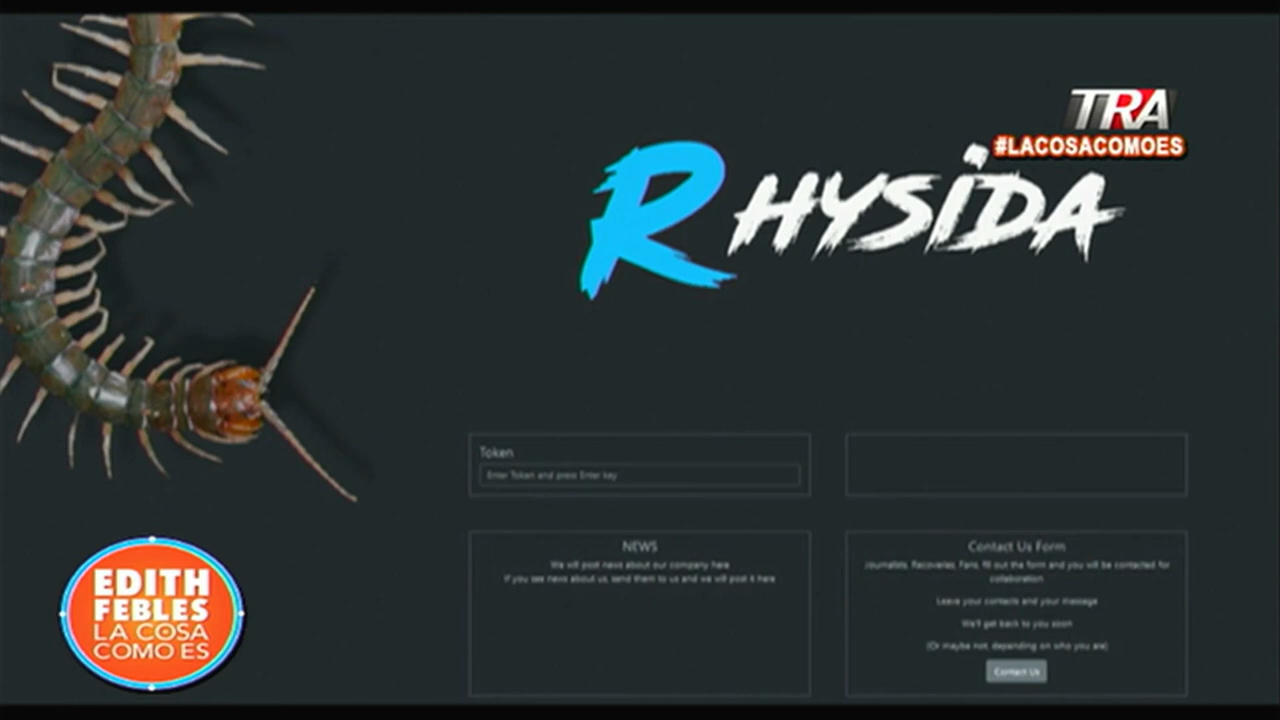 TRA
#LACOSACOMOES
RHYSIDA
Token
Enter Token and press Enter key
NEWS
We will post news about our company here
If you see news about us, send them to us and we will post it here
Contact Us Form
Journalists, Recoveries, Fans, fill out the form and you will be contacted for
collaboration
Leave your contacts and your message
We'll get back to you soon
(Or maybe not, depending on who you are)
Contact Us
EDITH
FEBLES
LA COSA
COMO ES